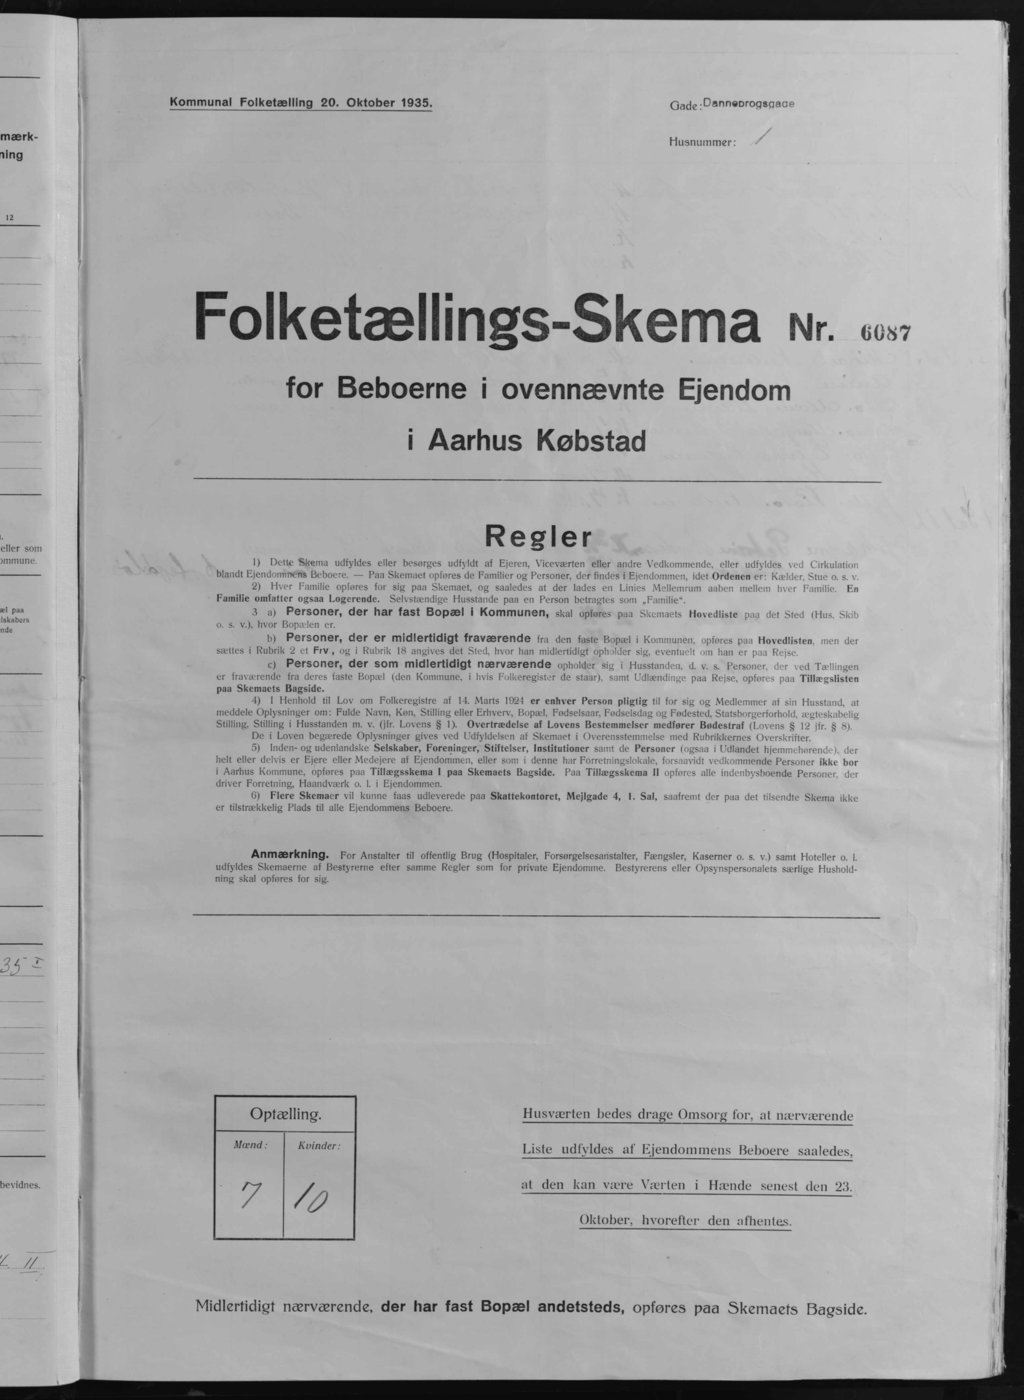 mærk-
ning
12
eller som
ommune.
æl paa
lskabers
nde
35 I
bevidnes.
II
Kommunal Folketælling 20. Oktober 1935.
Gade: Dannebrogsgade
Husnummer: 1
Folketællings-Skema Nr. 6087
for Beboerne i ovennævnte Ejendom
i Aarhus Købstad
Regler
1) Dette Skema udfyldes eller besørges udfyldt af Ejeren, Viceværten eller andre Vedkommende, eller udfyldes ved Cirkulation
blandt Ejendommens Beboere. — Paa Skemaet opføres de Familier og Personer, der findes i Ejendommen, idet Ordenen er: Kælder, Stue o. s. v.
2) Hver Familie opføres for sig paa Skemaet, og saaledes at der lades en Linies Mellemrum aaben mellem hver Familie. En
Familie omfatter ogsaa Logerende. Selvstændige Husstande paa en Person betragtes som „Familie".
3 a) Personer, der har fast Bopæl i Kommunen, skal opføres paa Skemaets Hovedliste paa det Sted (Hus, Skib
o. s. v.), hvor Bopælen er.
b) Personer, der er midlertidigt fraværende fra den faste Bopæl i Kommunen, opføres paa Hovedlisten, men der
sættes i Rubrik 2 et Frv, og i Rubrik 18 angives det Sted, hvor han midlertidigt opholder sig, eventuelt om han er paa Rejse.
c) Personer, der som midlertidigt nærværende opholder sig i Husstanden, d. v. s. Personer, der ved Tællingen
er fraværende fra deres faste Bopæl (den Kommune, i hvis Folkeregister de staar), samt Udlændinge paa Rejse, opføres paa Tillægslisten
paa Skemaets Bagside.
4) I Henhold til Lov om Folkeregistre af 14. Marts 1924 er enhver Person pligtig til for sig og Medlemmer af sin Husstand, at
meddele Oplysninger om: Fulde Navn, Køn, Stilling eller Erhverv, Bopæl, Fødselsaar, Fødselsdag og Fødested, Statsborgerforhold, ægteskabelig
Stilling, Stilling i Husstanden m. v. (jfr. Lovens § 1). Overtrædelse af Lovens Bestemmelser medfører Bødestraf (Lovens § 12 jfr. § 8).
De i Loven begærede Oplysninger gives ved Udfyldelsen af Skemaet i Overensstemmelse med Rubrikkernes Overskrifter.
5) Inden- og udenlandske Selskaber, Foreninger, Stiftelser, Institutioner samt de Personer (ogsaa i Udlandet hjemmehørende), der
helt eller delvis er Ejere eller Medejere af Ejendommen, eller som i denne har Forretningslokale, forsaavidt vedkommende Personer ikke bor
i Aarhus Kommune, opføres paa Tillægsskema I paa Skemaets Bagside. Paa Tillægsskema II opføres alle indenbysboende Personer, der
driver Forretning, Haandværk o. l. i Ejendommen.
6) Flere Skemaer vil kunne faas udleverede paa Skattekontoret, Mejlgade 4, 1. Sal, saafremt der paa det tilsendte Skema ikke
er tilstrækkelig Plads til alle Ejendommens Beboere.
Anmærkning. For Anstalter til offentlig Brug (Hospitaler, Forsørgelsesanstalter, Fængsler, Kaserner o. s. v.) samt Hoteller o. l.
udfyldes Skemaerne af Bestyrerne efter samme Regler som for private Ejendomme. Bestyrerens eller Opsynspersonalets særlige Hushold-
ning skal opføres for sig.
Optælling.
Mænd: Kvinder:
7 10
Husværten bedes drage Omsorg for, at nærværende
Liste udfyldes af Ejendommens Beboere saaledes,
at den kan være Værten i Hænde senest den 23.
Oktober, hvorefter den afhentes.
Midlertidigt nærværende, der har fast Bopæl andetsteds, opføres paa Skemaets Bagside.